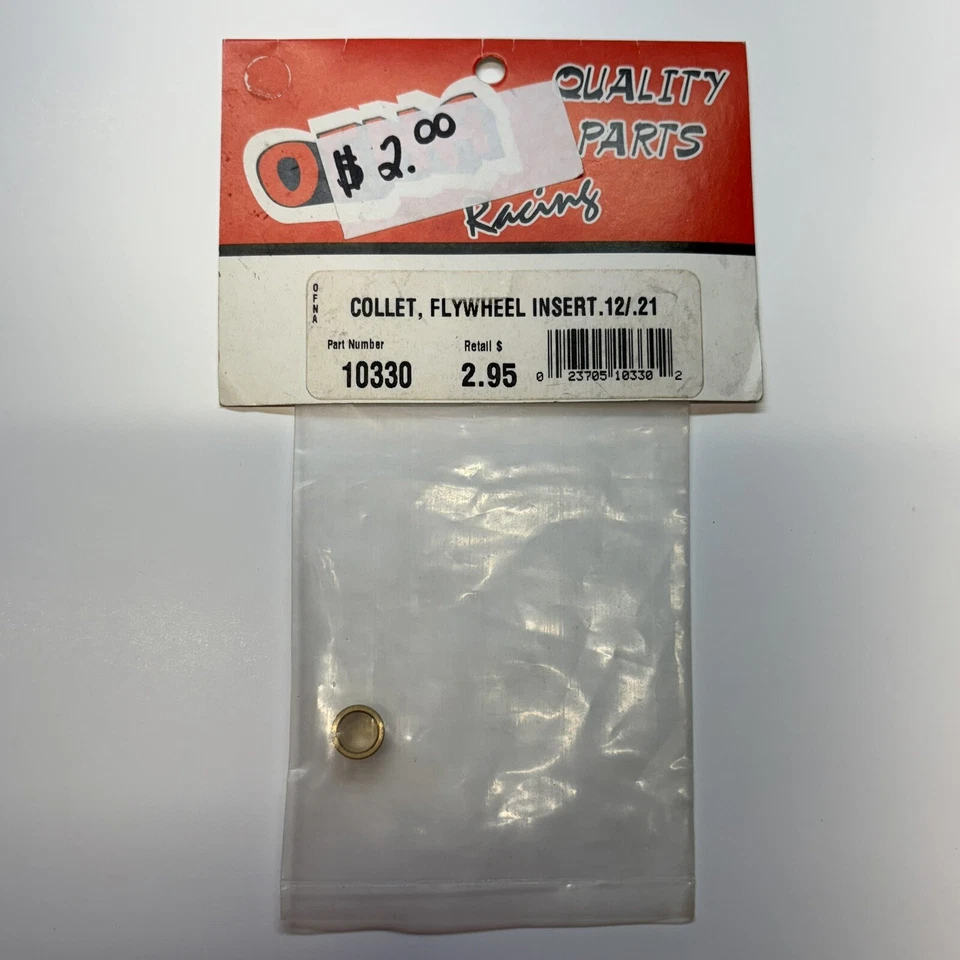 QUALITY
PARTS
O
$ 2.00
Racing
OFNA
COLLET, FLYWHEEL INSERT.12/.21
Part Number
Retail $
10330
2.95
0 23705 10330 2